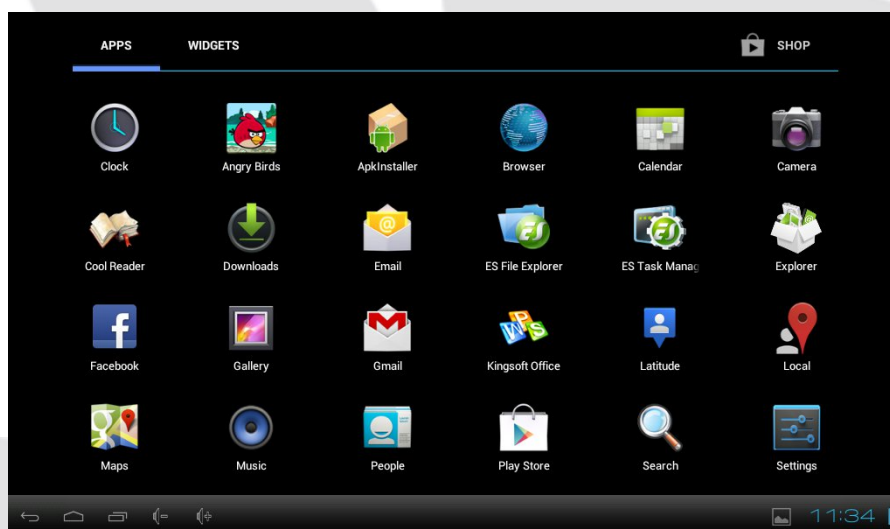 APPS WIDGETS SHOP
Clock Angry Birds ApkInstaller Browser Calendar Camera
Cool Reader Downloads Email ES File Explorer ES Task Manag Explorer
Facebook Gallery Gmail Kingsoft Office Latitude Local
Maps Music People Play Store Search Settings
11:34